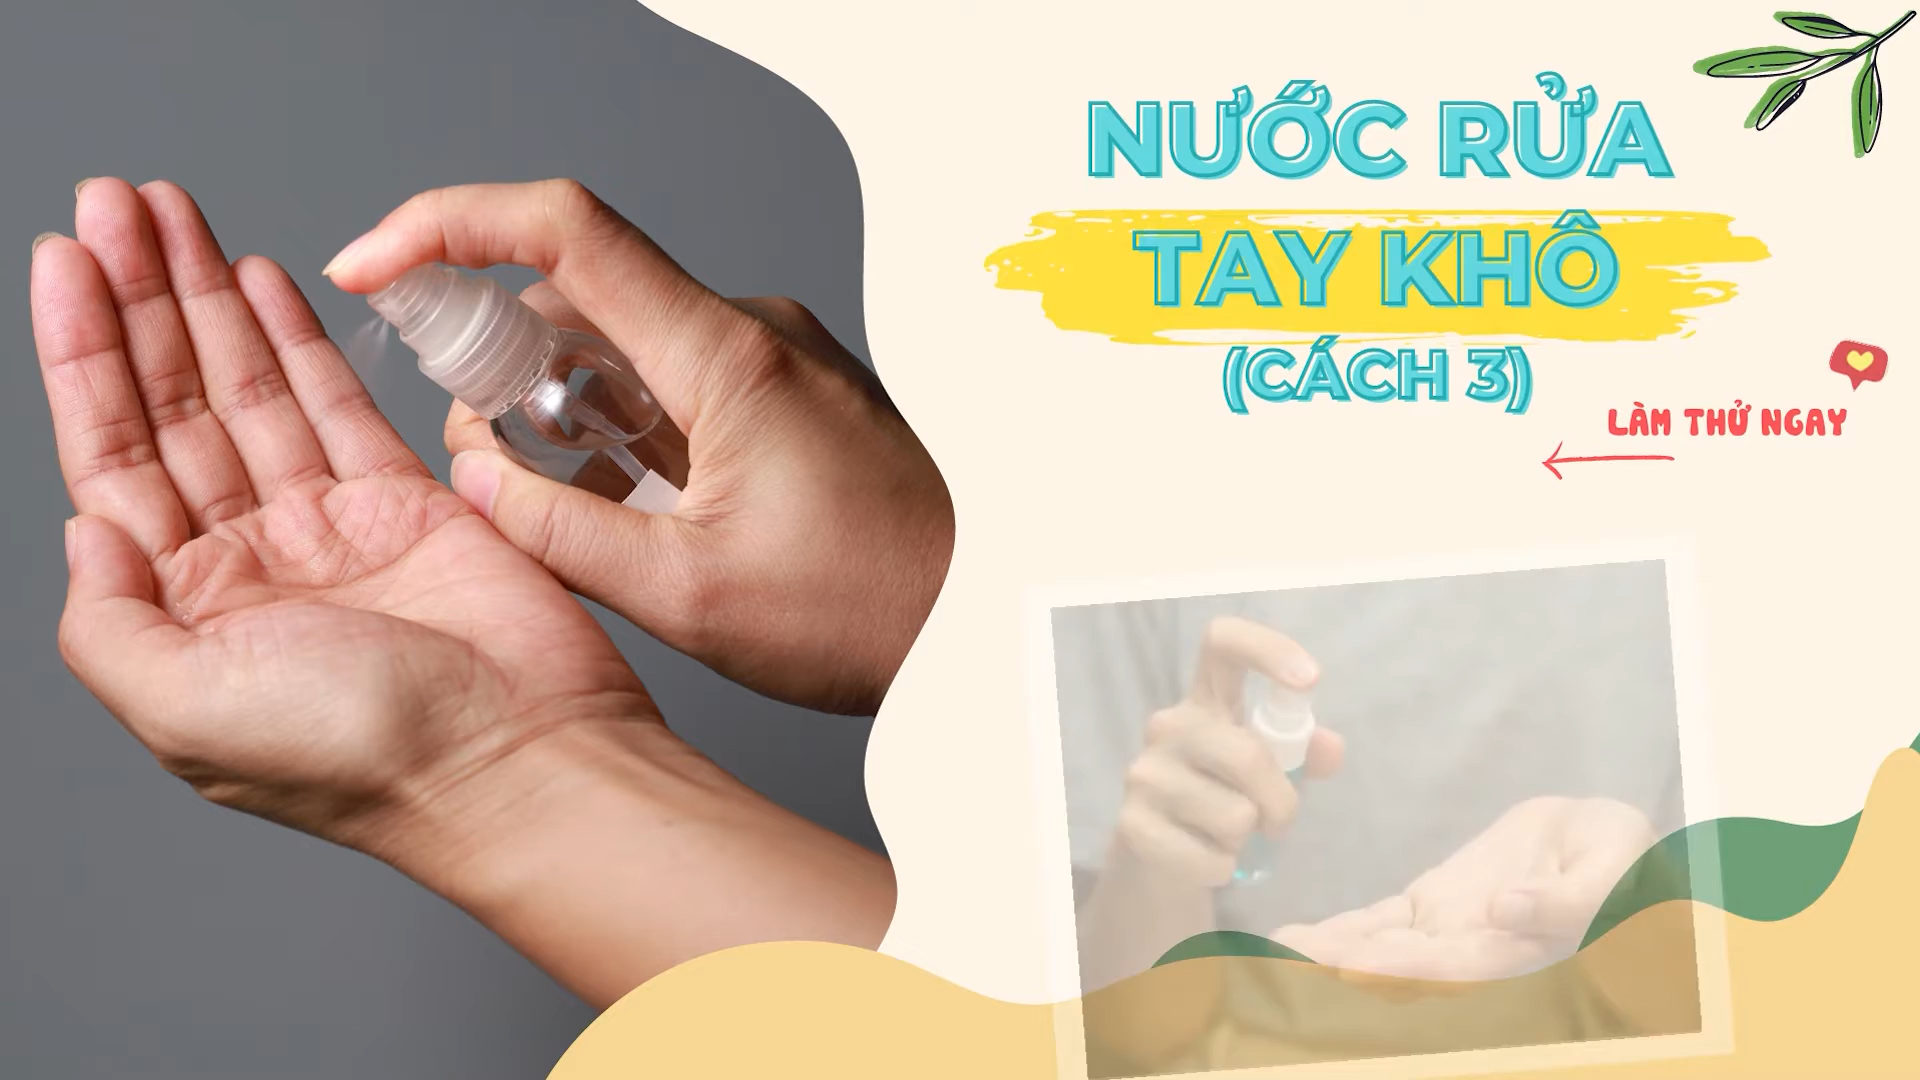 NƯỚC RỬA
TAY KHÔ
(CÁCH 3)
LÀM THỬ NGAY